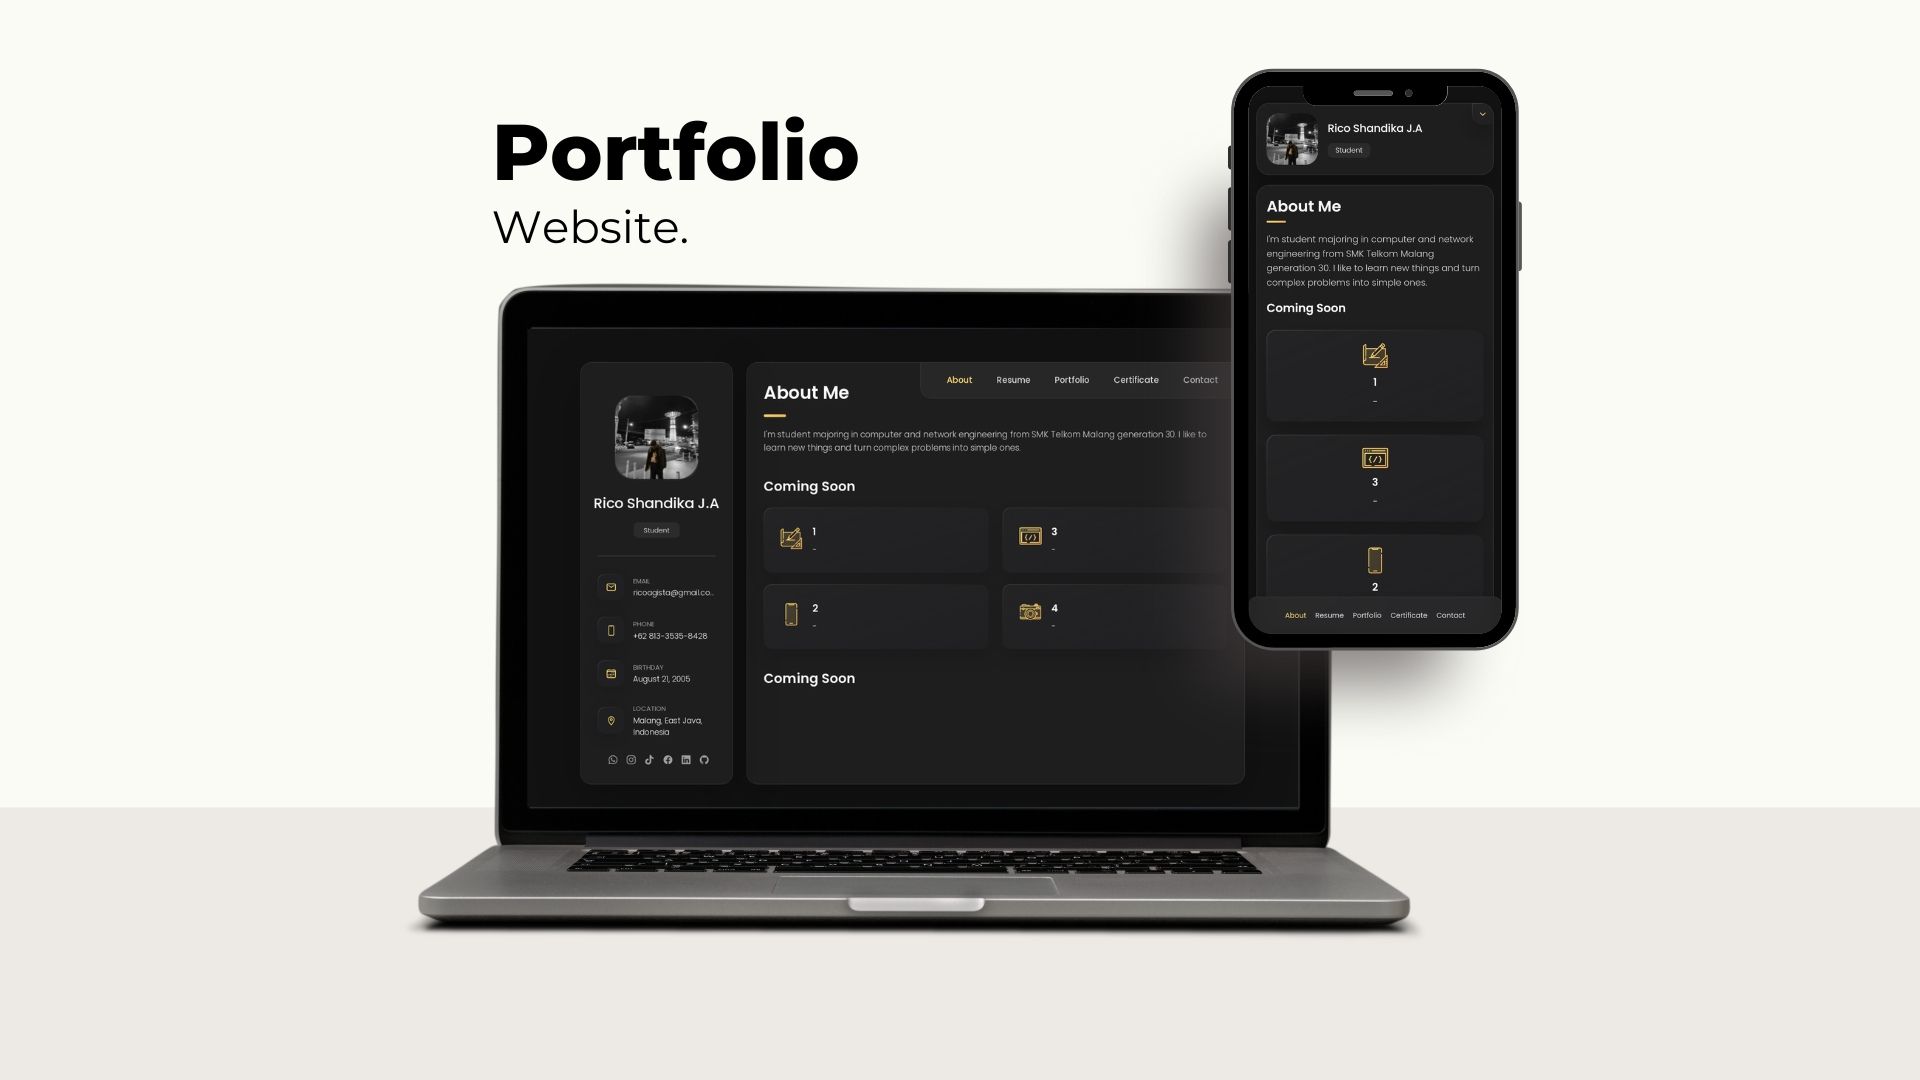 Portfolio
Website.
Rico Shandika J.A
Student
EMAIL
ricoagista@gmail.co..
PHONE
+62 813-3535-8428
BIRTHDAY
August 21, 2005
LOCATION
Malang, East Java,
Indonesia
About Resume Portfolio Certificate Contact
About Me
I'm student majoring in computer and network engineering from SMK Telkom Malang generation 30. I like to
learn new things and turn complex problems into simple ones.
Coming Soon
1
-
3
-
2
-
4
-
Coming Soon
Rico Shandika J.A
Student
About Me
I'm student majoring in computer and network
engineering from SMK Telkom Malang
generation 30. I like to learn new things and turn
complex problems into simple ones.
Coming Soon
1
-
3
-
2
About Resume Portfolio Certificate Contact